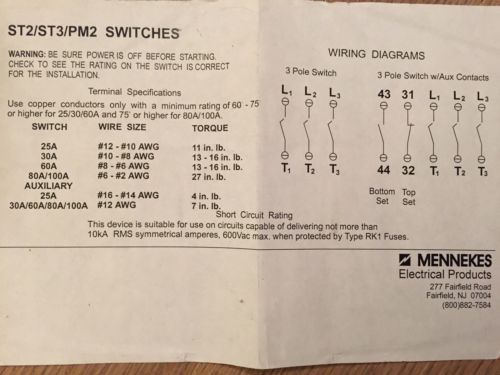 ST2/ST3/PM2 SWITCHES
WARNING: BE SURE POWER IS OFF BEFORE STARTING.
CHECK TO SEE THE RATING ON THE SWITCH IS CORRECT
FOR THE INSTALLATION.
Terminal Specifications
Use copper conductors only with a minimum rating of 60°-75°
or higher for 25/30/60A and 75° or higher for 80A/100A.
SWITCH WIRE SIZE TORQUE
25A #12 - #10 AWG 11 in. lb.
30A #10 - #8 AWG 13 - 16 in. lb.
60A #8 - #6 AWG 13 - 16 in. lb.
80A/100A #6 - #2 AWG 27 in. lb.
AUXILIARY
25A #16 - #14 AWG 4 in. lb.
30A/60A/80A/100A #12 AWG 7 in. lb.
Short Circuit Rating
This device is suitable for use on circuits capable of delivering not more than
10kA RMS symmetrical amperes, 600Vac max. when protected by Type RK1 Fuses.
WIRING DIAGRAMS
3 Pole Switch
L1 L2 L3
T1 T2 T3
3 Pole Switch w/Aux Contacts
43 31 L1 L2 L3
44 32 T1 T2 T3
Bottom Set
Top Set
MENNEKES
Electrical Products
277 Fairfield Road
Fairfield, NJ 07004
(800)882-7584